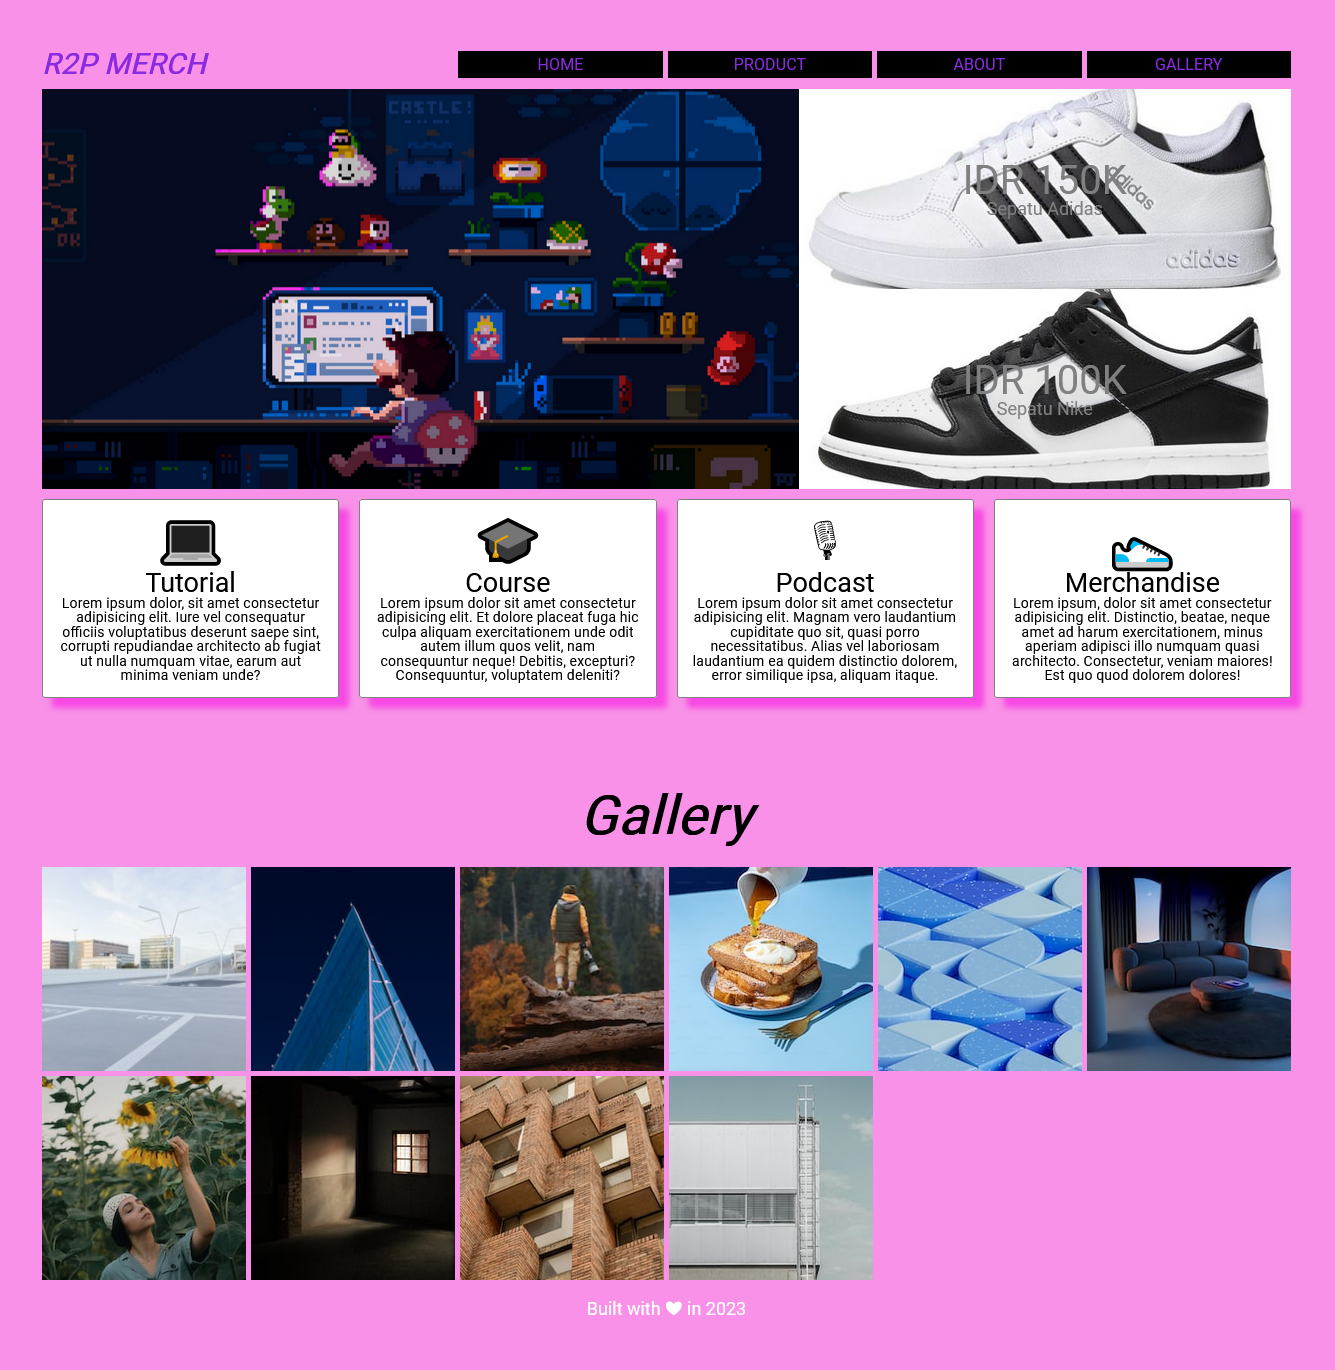 R2P MERCH
HOME
PRODUCT
ABOUT
GALLERY
CASTLE!
OK
IDR 150K
adidas
Sepatu Adidas
adidas
IDR 100K
Sepatu Nike
Tutorial
Lorem ipsum dolor, sit amet consectetur
adipisicing elit. Iure vel consequatur
officiis voluptatibus deserunt saepe sint,
corrupti repudiandae architecto ab fugiat
ut nulla numquam vitae, earum aut
minima veniam unde?
Course
Lorem ipsum dolor sit amet consectetur
adipisicing elit. Et dolore placeat fuga hic
culpa aliquam exercitationem unde odit
autem illum quos velit, nam
consequuntur neque! Debitis, excepturi?
Consequuntur, voluptatem deleniti?
Podcast
Lorem ipsum dolor sit amet consectetur
adipisicing elit. Magnam vero laudantium
cupiditate quo sit, quasi porro
necessitatibus. Alias vel laboriosam
laudantium ea quidem distinctio dolorem,
error similique ipsa, aliquam itaque.
Merchandise
Lorem ipsum, dolor sit amet consectetur
adipisicing elit. Distinctio, beatae, neque
amet ad harum exercitationem, minus
aperiam adipisci illo numquam quasi
architecto. Consectetur, veniam maiores!
Est quo quod dolorem dolores!
Gallery
Built with ♥ in 2023